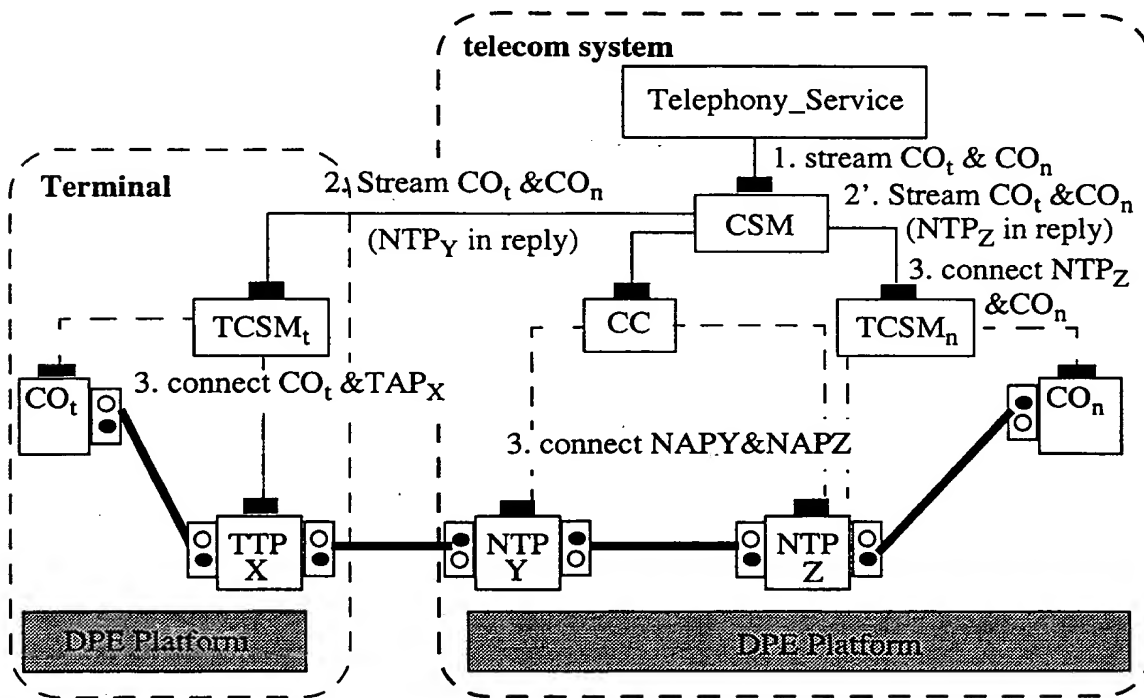 telecom system
Telephony_Service
1. stream COt & COn
Terminal
2. Stream COt &COn
2'. Stream COt &COn
CSM
(NTPY in reply)
(NTPZ in reply)
3. connect NTPZ
&COn
TCSMt
CC
TCSMn
3. connect COt &TAPX
COt
COn
3. connect NAPY&NAPZ
TTP
X
NTP
Y
NTP
Z
DPE Platform
DPE Platform